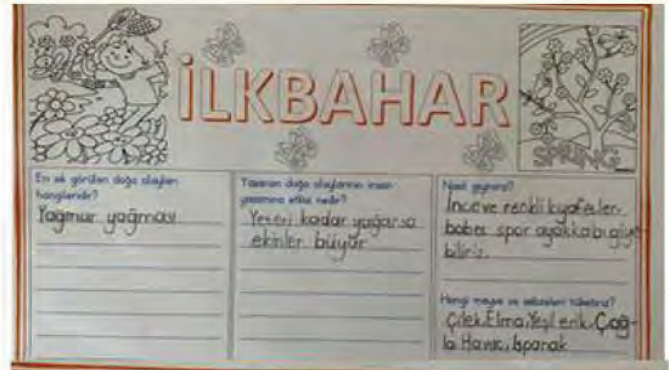 İLKBAHAR
SPRING
En sık görülen doğa olayları
hangileridir?
Yağmur yağması
Tanınan doğa olaylarının insan
yaşamına etkisi nedir?
Yeteri kadar yağarsa
ekinler büyür
Nasıl giyiniriz?
İnce ve renkli kıyafetler,
babet spor ayakkabı giye
biliriz.
Hangi meyve ve sebzeleri tüketiriz?
Çilek, Elma, Yeşil erik, Çağ-
la Havuç, Ispanak